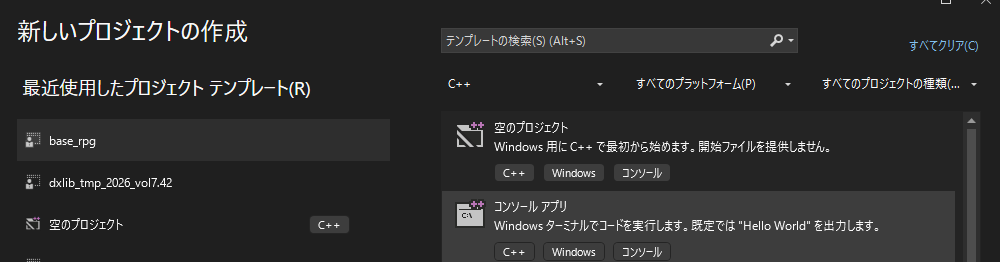 新しいプロジェクトの作成
テンプレートの検索(S) (Alt+S)
すべてクリア(C)
最近使用したプロジェクト テンプレート(R)
C++
すべてのプラットフォーム(P)
すべてのプロジェクトの種類(...
base_rpg
dxlib_tmp_2026_vol7.42
空のプロジェクト
C++
空のプロジェクト
Windows 用に C++ で最初から始めます。開始ファイルを提供しません。
C++
Windows
コンソール
C:\
コンソール アプリ
Windows ターミナルでコードを実行します。既定では "Hello World" を出力します。
C++
Windows
コンソール